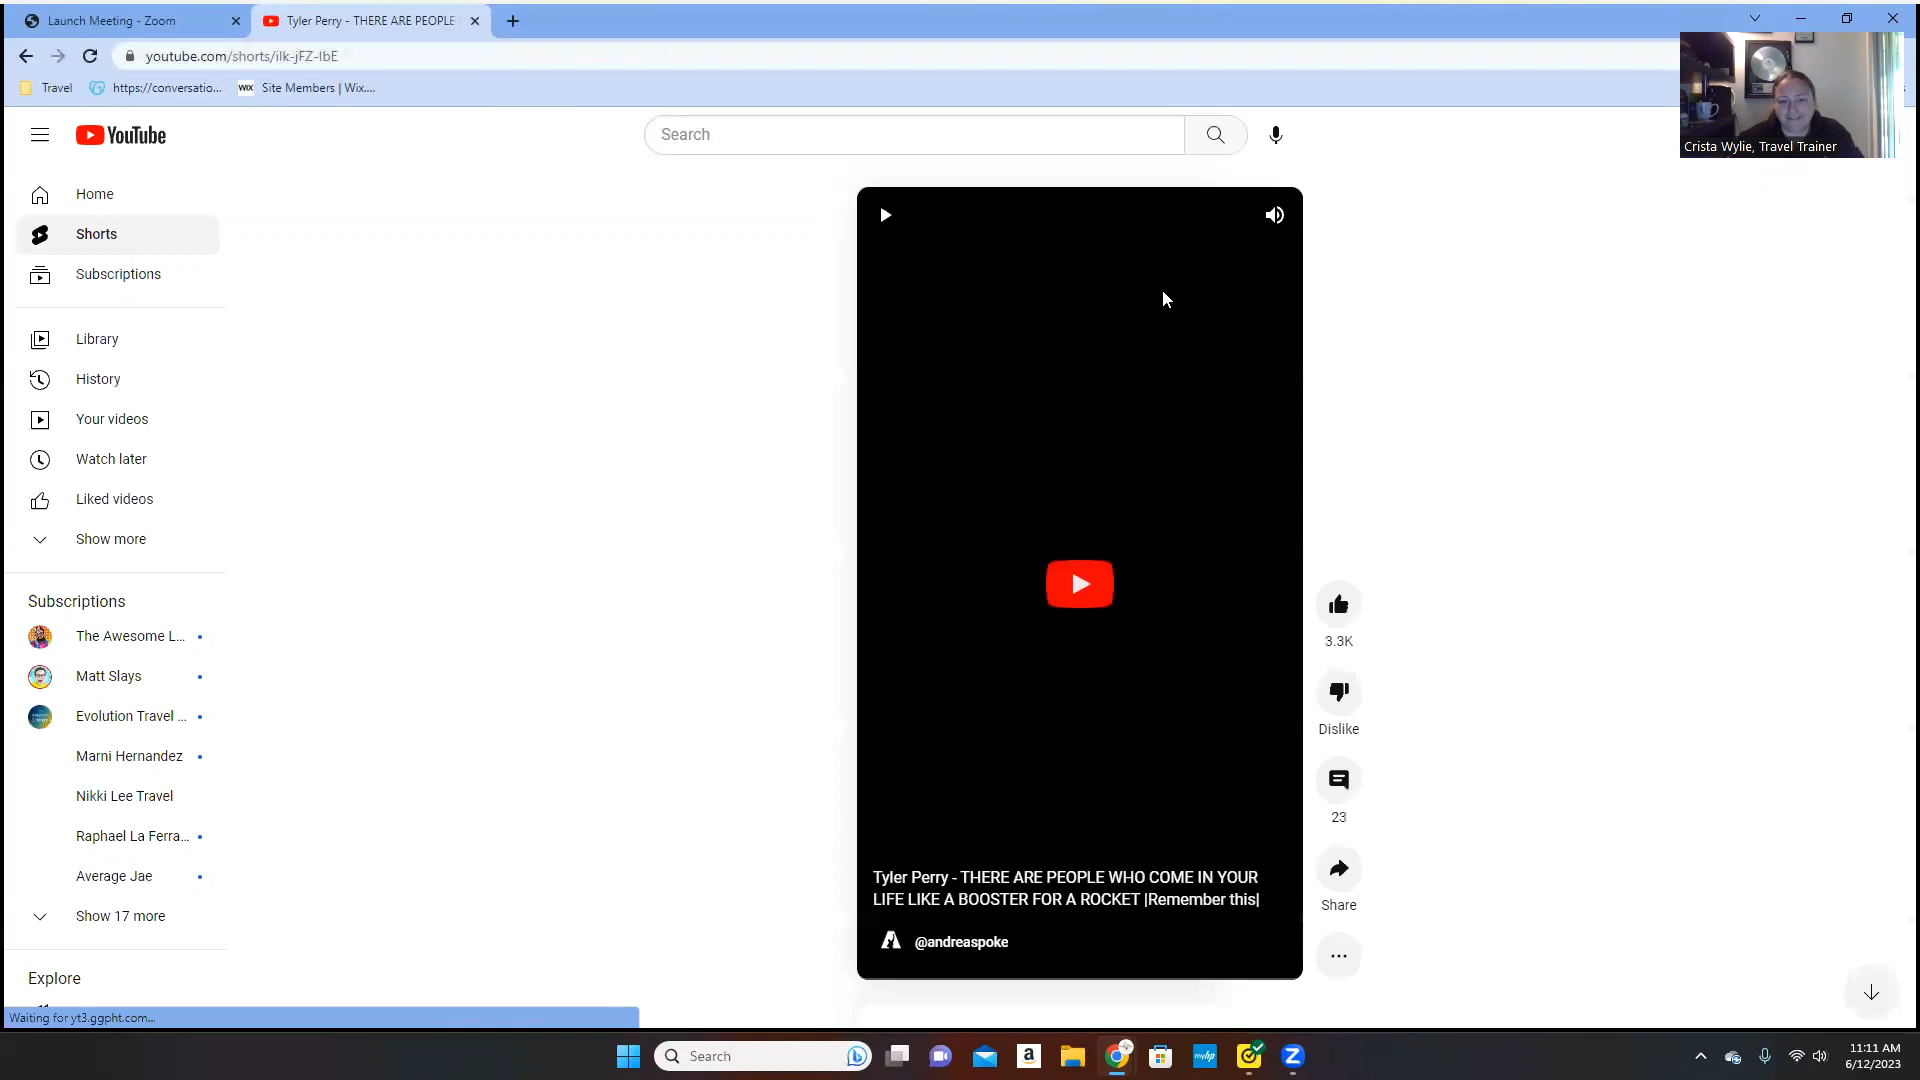 Launch Meeting - Zoom
Tyler Perry - THERE ARE PEOPLE
youtube.com/shorts/ilk-jFZ-IbE
Travel
https://conversatio...
WIX
Site Members | Wix....
YouTube
Search
Crista Wylie, Travel Trainer
Home
Shorts
Subscriptions
Library
History
Your videos
Watch later
Liked videos
Show more
Subscriptions
The Awesome L...
Matt Slays
Evolution Travel ...
Marni Hernandez
Nikki Lee Travel
Raphael La Ferra...
Average Jae
Show 17 more
Explore
3.3K
Dislike
23
Share
Tyler Perry - THERE ARE PEOPLE WHO COME IN YOUR
LIFE LIKE A BOOSTER FOR A ROCKET |Remember this|
@andreaspoke
Waiting for yt3.ggpht.com...
Search
a
myhp
Z
11:11 AM
6/12/2023